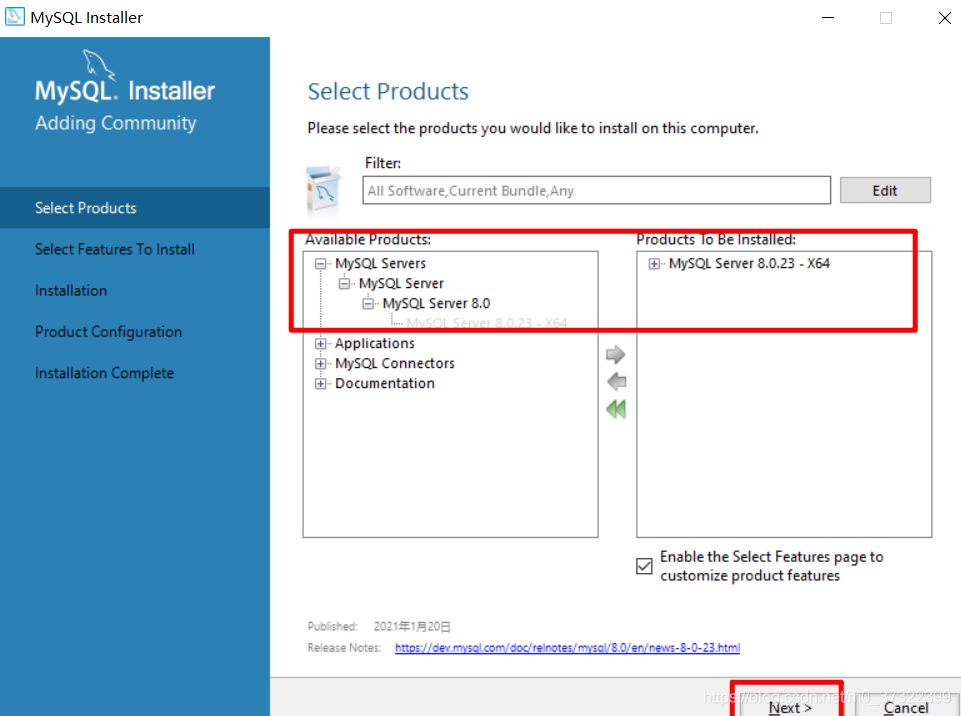 MySQL Installer
MySQL. Installer
Adding Community
Select Products
Select Features To Install
Installation
Product Configuration
Installation Complete
Select Products
Please select the products you would like to install on this computer.
Filter:
All Software,Current Bundle,Any
Edit
Available Products:
MySQL Servers
MySQL Server
MySQL Server 8.0
MySQL Server 8.0.23 - X64
Applications
MySQL Connectors
Documentation
Products To Be Installed:
MySQL Server 8.0.23 - X64
Enable the Select Features page to
customize product features
Published: 2021年1月20日
Release Notes: https://dev.mysql.com/doc/relnotes/mysql/8.0/en/news-8-0-23.html
https://blog.csdn.net/m0_37322399
Next >
Cancel